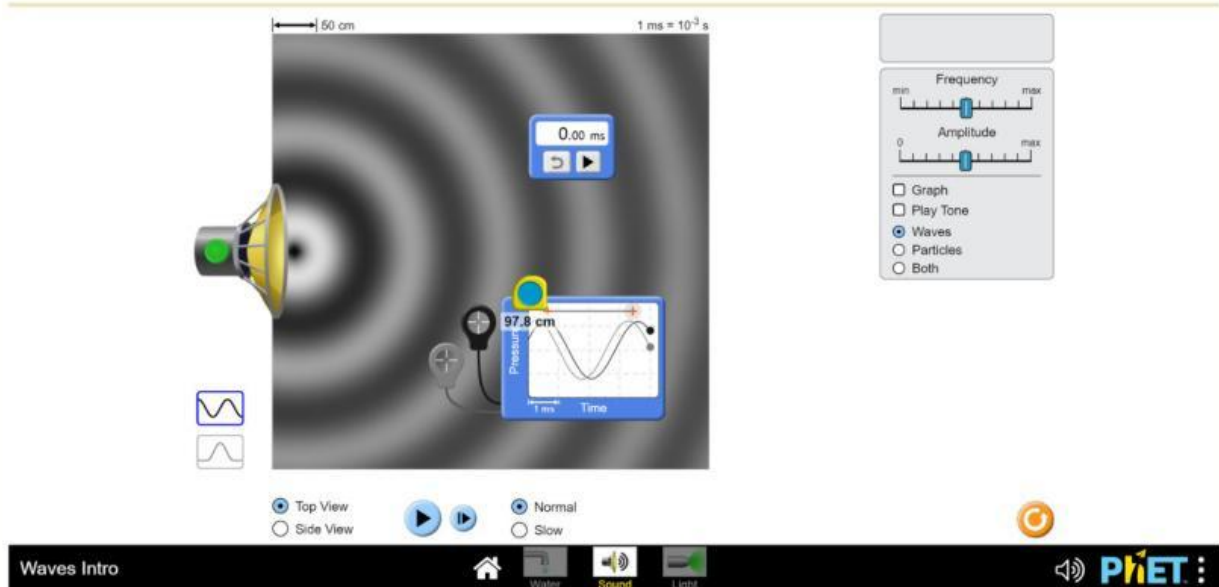 50 cm
1 ms = 10⁻³ s
Frequency
min
max
Amplitude
0
max
Graph
Play Tone
Waves
Particles
Both
0.00 ms
97.8 cm
Pressure
1 ms
Time
Top View
Side View
Normal
Slow
Waves Intro
Water
Sound
Light
PhET